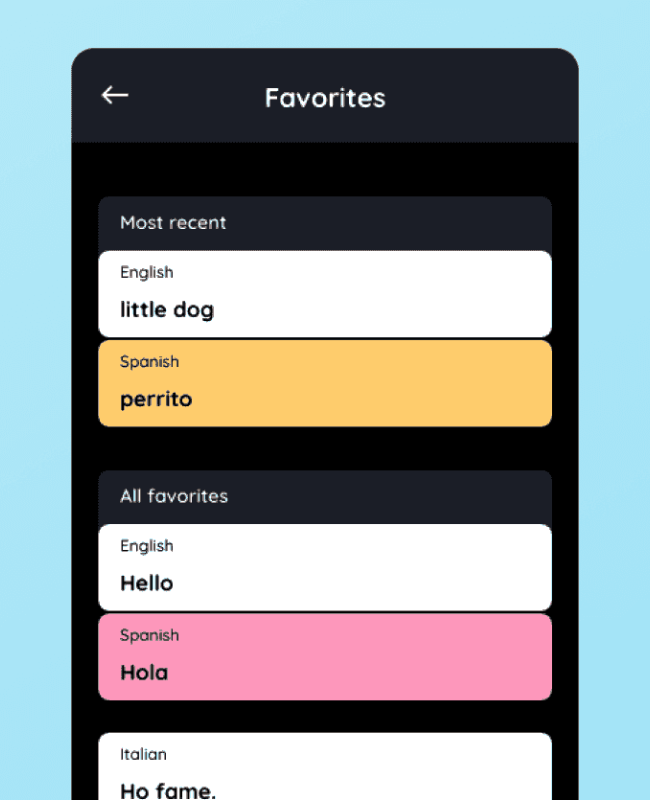 Favorites
Most recent
English
little dog
Spanish
perrito
All favorites
English
Hello
Spanish
Hola
Italian
Ho fame.